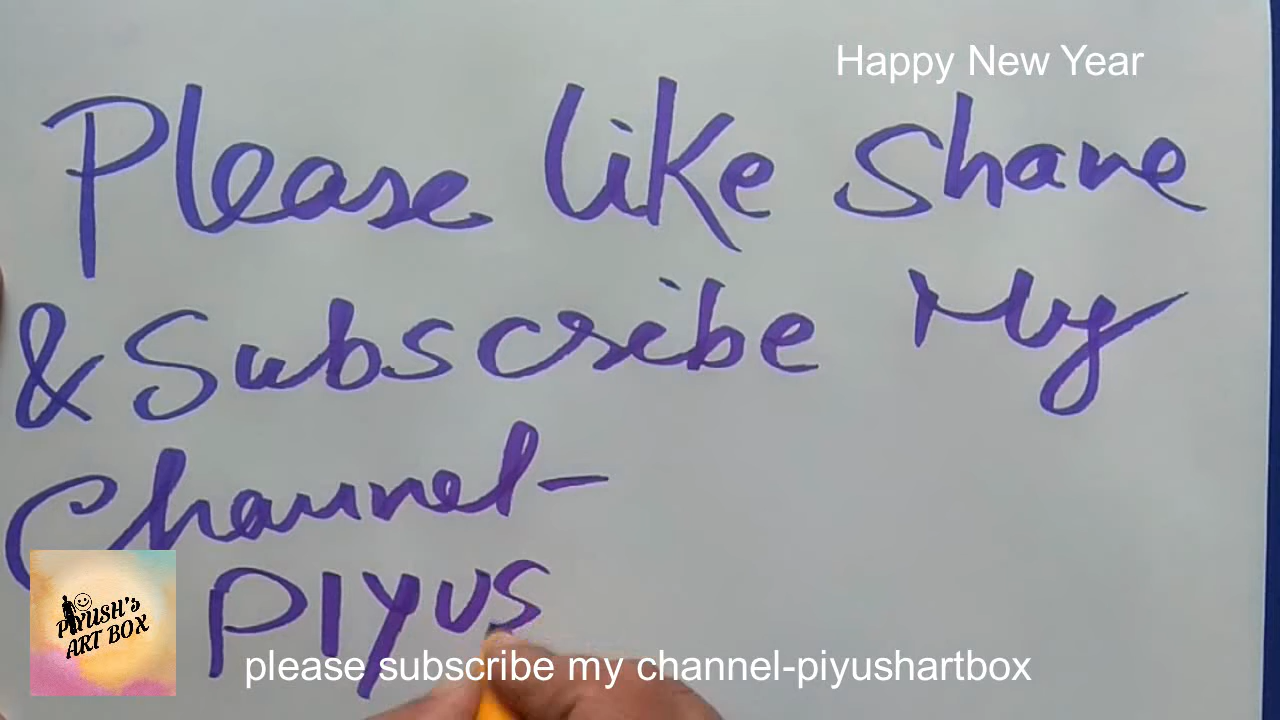 Happy New Year
Please like share
& Subscribe My
Channel-
PIYUS
PIYUSH'S
ART BOX
please subscribe my channel-piyushartbox